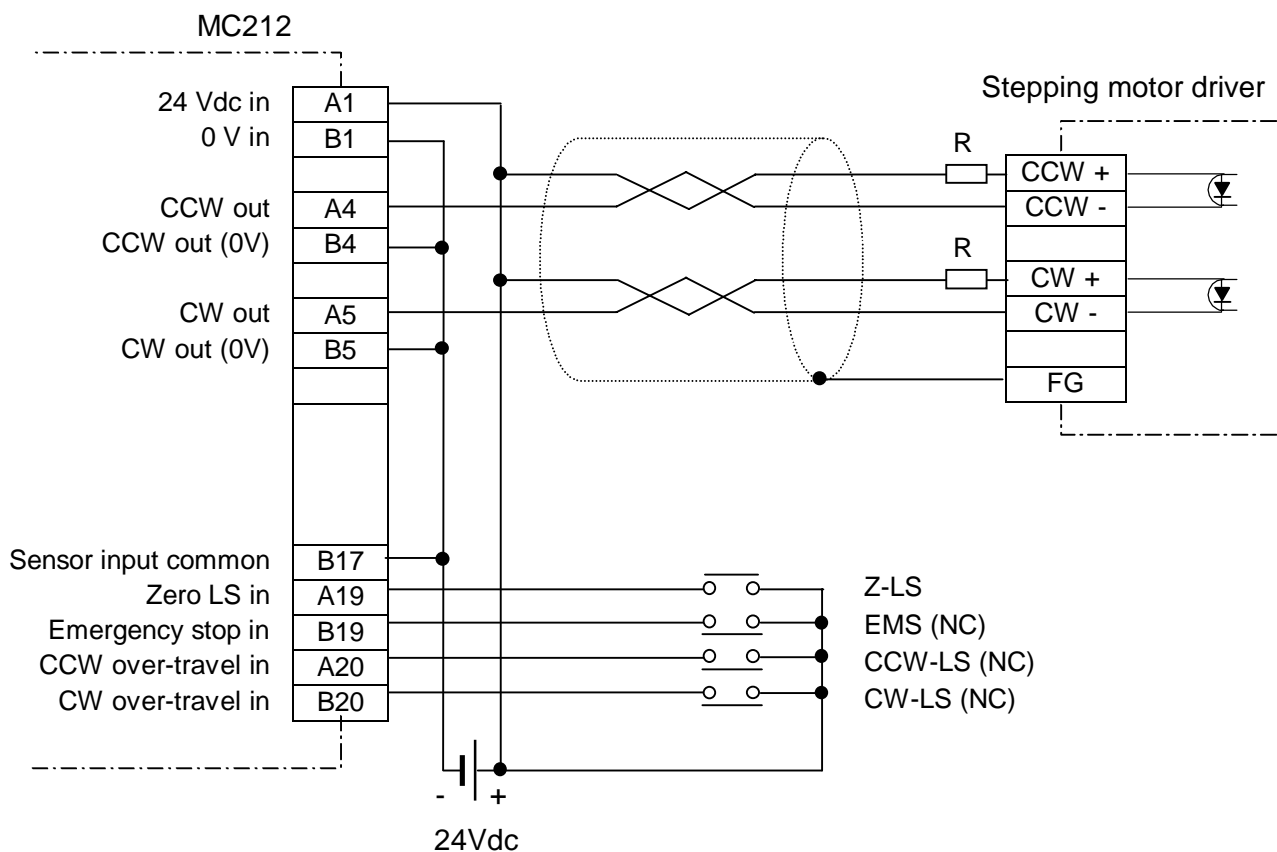 MC212
Stepping motor driver
24 Vdc in A1
0 V in B1
R
CCW +
CCW out A4
CCW -
CCW out (0V) B4
R
CW +
CW out A5
CW -
CW out (0V) B5
FG
Sensor input common B17
Zero LS in A19
Z-LS
Emergency stop in B19
EMS (NC)
CCW over-travel in A20
CCW-LS (NC)
CW over-travel in B20
CW-LS (NC)
- +
24Vdc